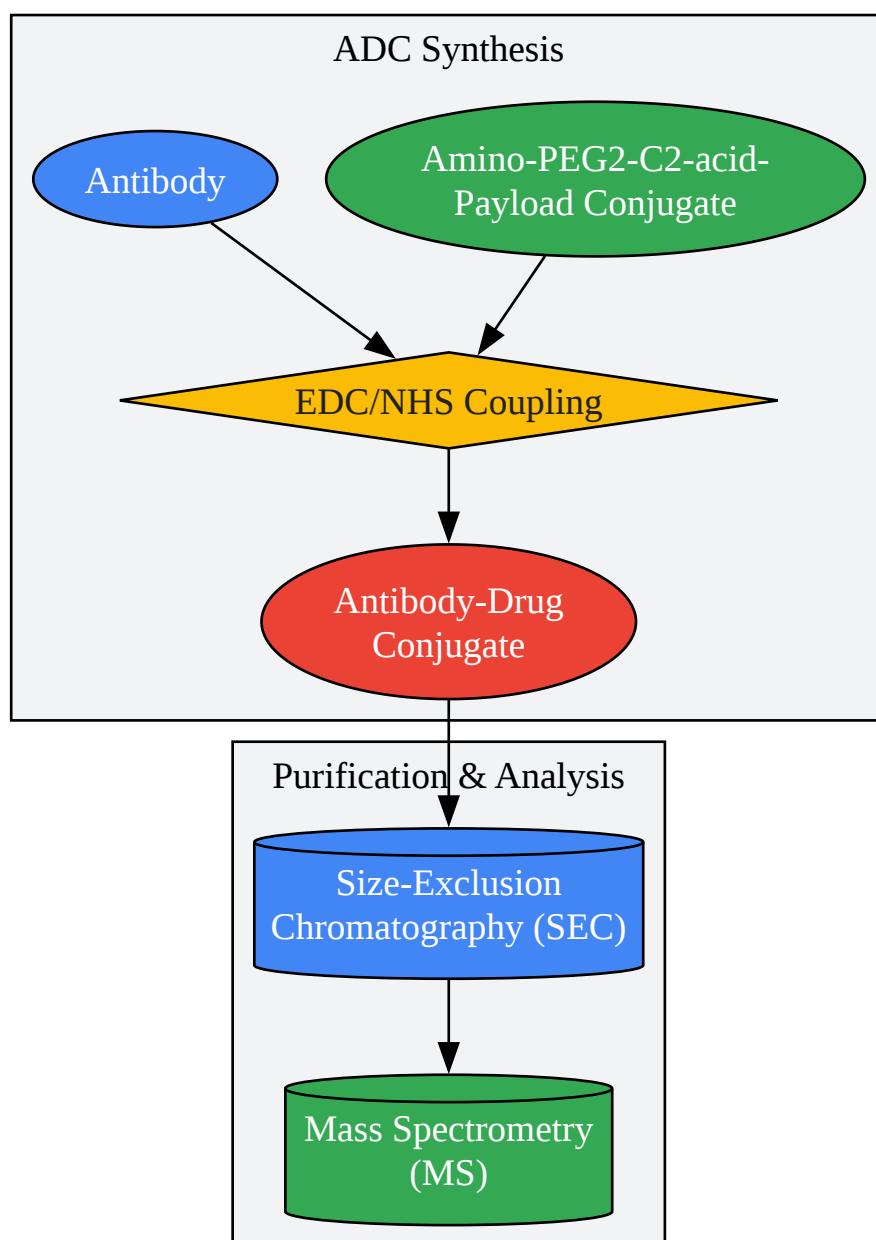 ADC Synthesis
Antibody
Amino-PEG2-C2-acid-
Payload Conjugate
EDC/NHS Coupling
Antibody-Drug
Conjugate
Purification & Analysis
Size-Exclusion
Chromatography (SEC)
Mass Spectrometry
(MS)